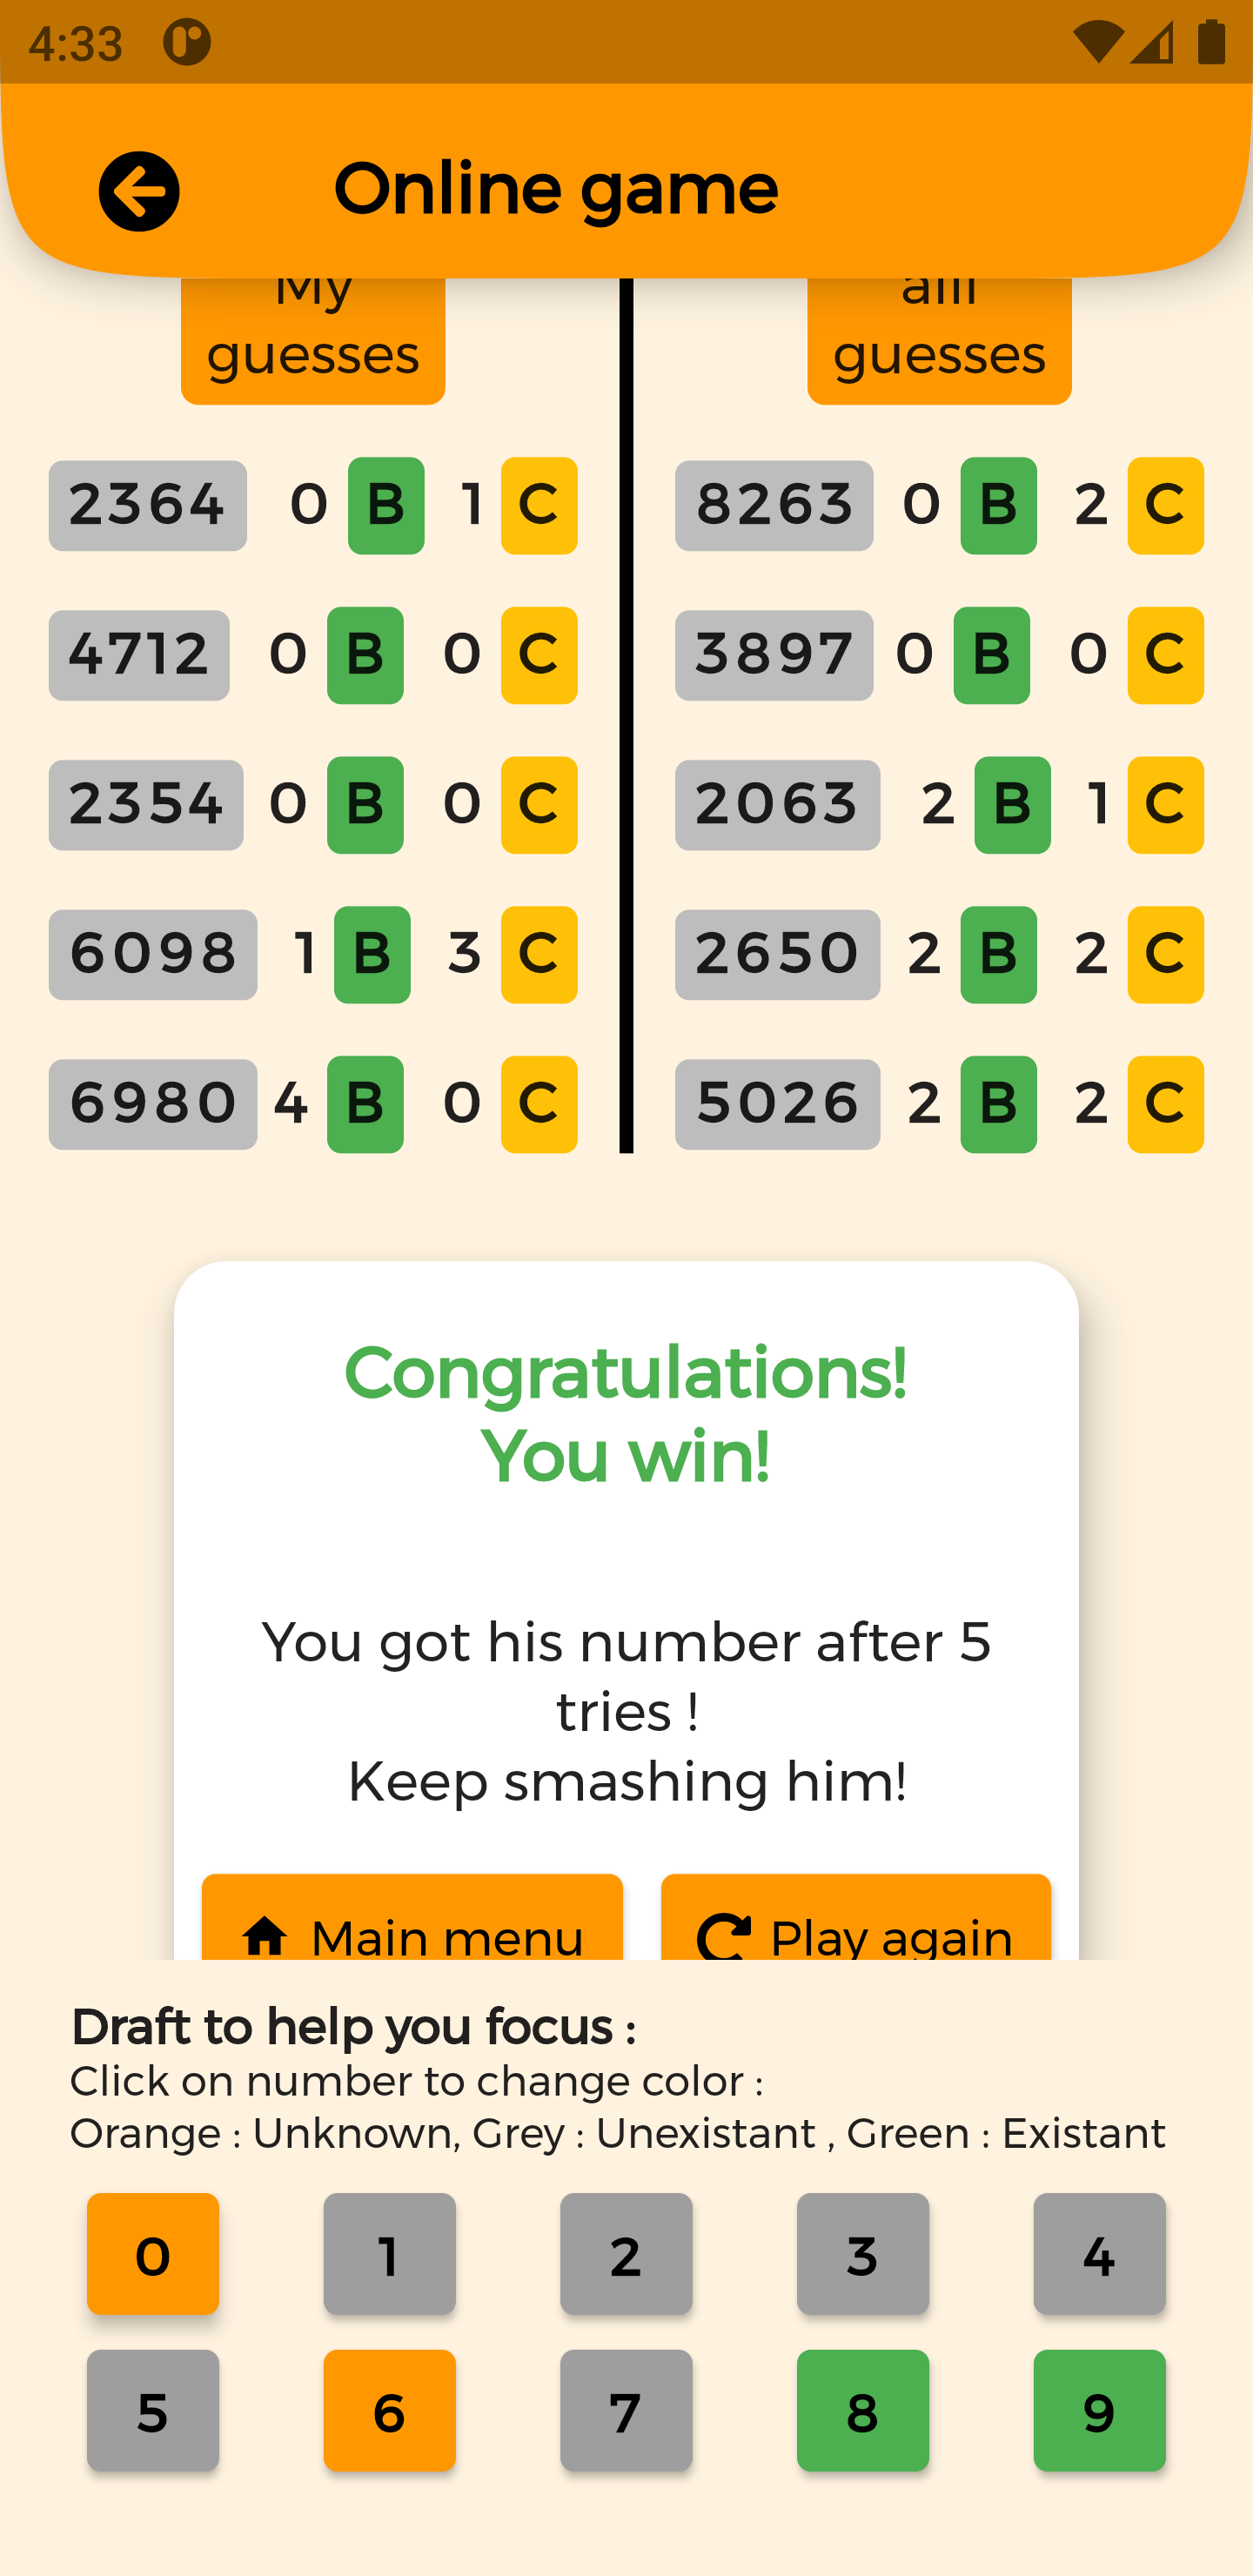 4:33
Online game
My
guesses
guesses
2364 0 B 1 C
8263 0 B 2 C
4712 0 B 0 C
3897 0 B 0 C
2354 0 B 0 C
2063 2 B 1 C
6098 1 B 3 C
2650 2 B 2 C
6980 4 B 0 C
5026 2 B 2 C
Congratulations!
You win!
You got his number after 5
tries !
Keep smashing him!
Main menu
Play again
Draft to help you focus :
Click on number to change color :
Orange : Unknown, Grey : Unexistant , Green : Existant
0 1 2 3 4
5 6 7 8 9